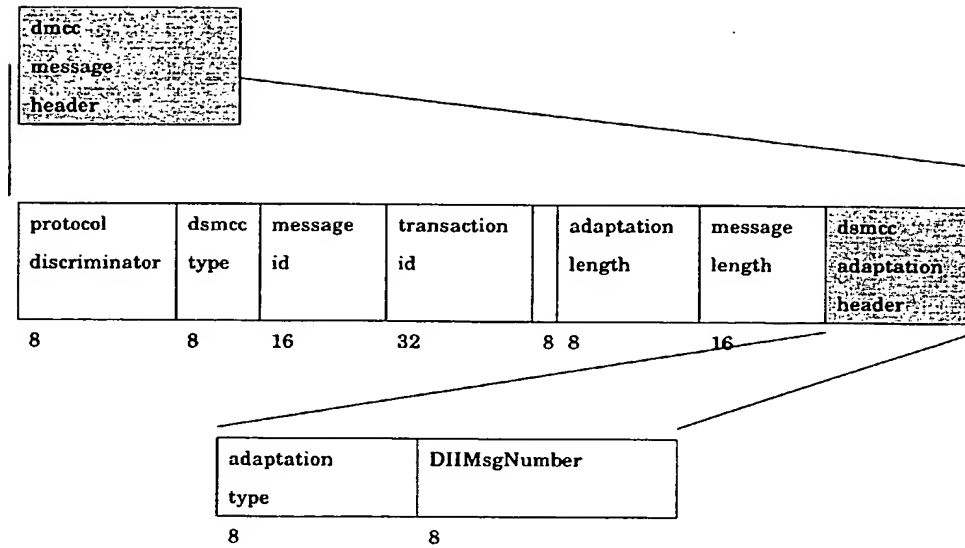 dmcc
message
header
protocol
discriminator
dsmcc
type
message
id
transaction
id
adaptation
length
message
length
dsmcc
adaptation
header
8 8 16 32 8 8 16
adaptation
type
DIIMsgNumber
8 8